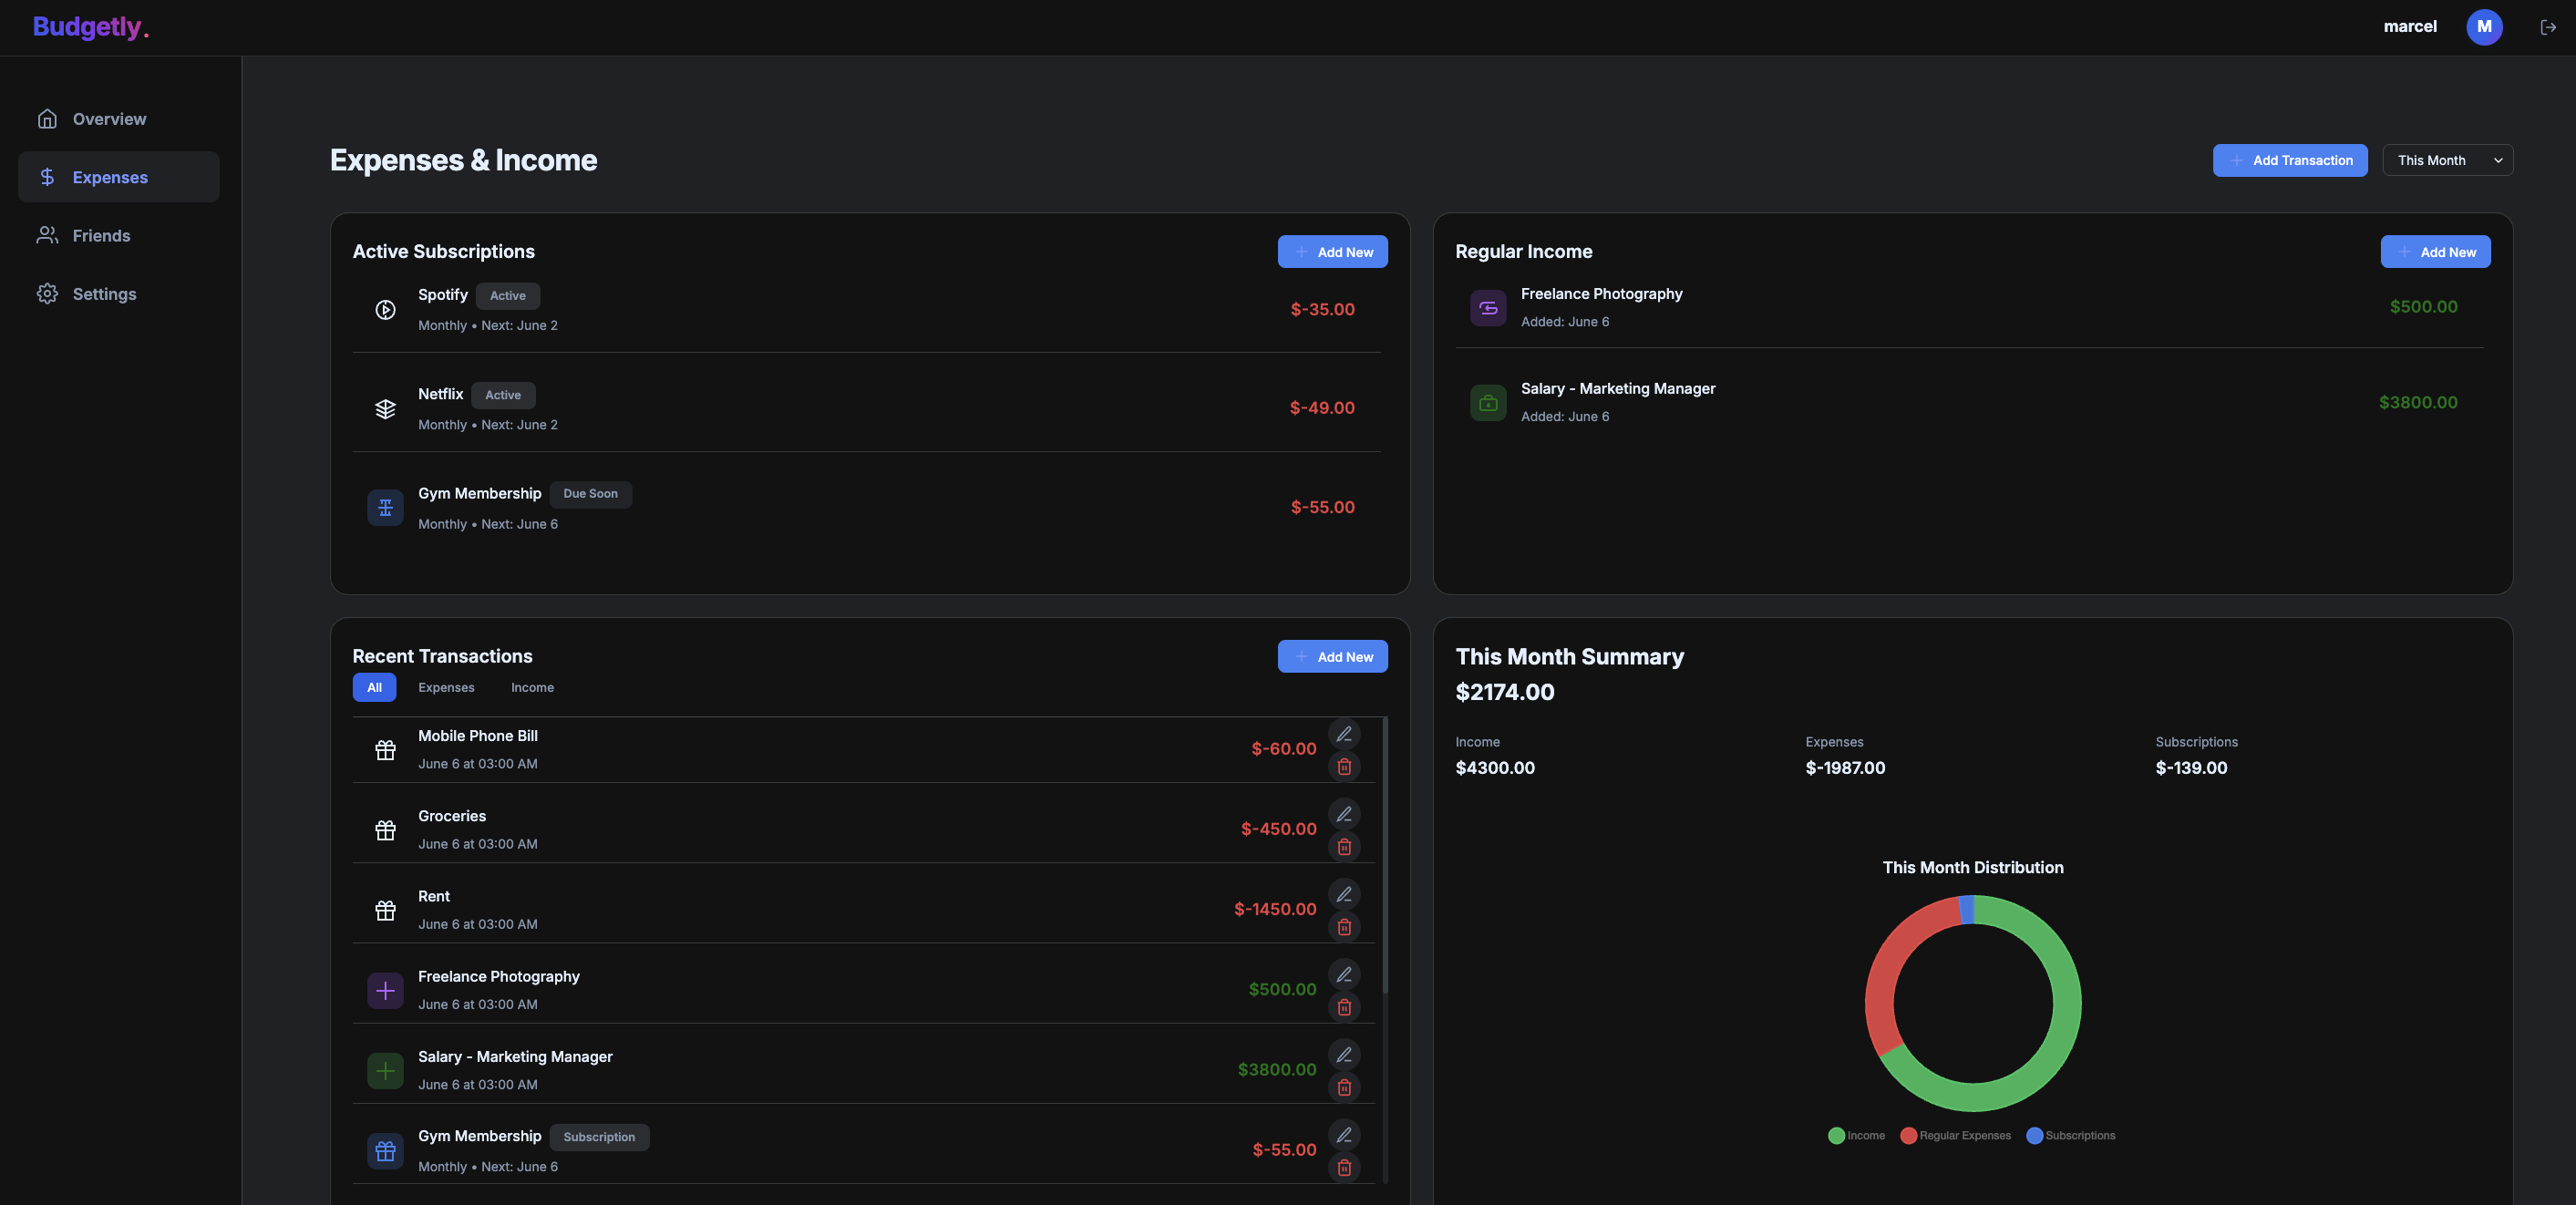 Budgetly.
marcel
M
Overview
Expenses
Friends
Settings
Expenses & Income
Add Transaction
This Month
Active Subscriptions
Add New
Spotify Active
Monthly • Next: June 2
$-35.00
Netflix Active
Monthly • Next: June 2
$-49.00
Gym Membership Due Soon
Monthly • Next: June 6
$-55.00
Regular Income
Add New
Freelance Photography
Added: June 6
$500.00
Salary - Marketing Manager
Added: June 6
$3800.00
Recent Transactions
Add New
All Expenses Income
Mobile Phone Bill
June 6 at 03:00 AM
$-60.00
Groceries
June 6 at 03:00 AM
$-450.00
Rent
June 6 at 03:00 AM
$-1450.00
Freelance Photography
June 6 at 03:00 AM
$500.00
Salary - Marketing Manager
June 6 at 03:00 AM
$3800.00
Gym Membership Subscription
Monthly • Next: June 6
$-55.00
This Month Summary
$2174.00
Income
$4300.00
Expenses
$-1987.00
Subscriptions
$-139.00
This Month Distribution
Income Regular Expenses Subscriptions